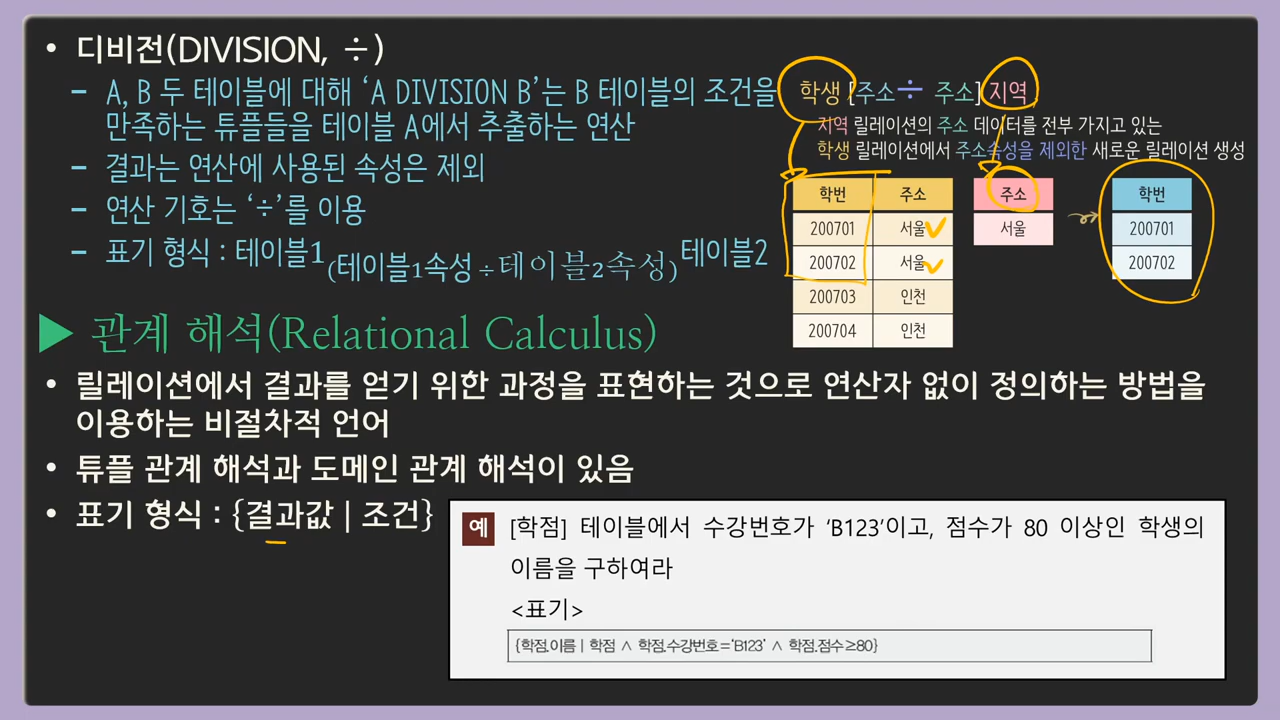 • 디비전(DIVISION, ÷)
– A, B 두 테이블에 대해 ‘A DIVISION B’는 B 테이블의 조건을
만족하는 튜플들을 테이블 A에서 추출하는 연산
– 결과는 연산에 사용된 속성은 제외
– 연산 기호는 ‘÷’를 이용
– 표기 형식 : 테이블1(테이블1속성 ÷테이블2속성)테이블2
학생 [주소÷ 주소] 지역
지역 릴레이션의 주소 데이터를 전부 가지고 있는
학생 릴레이션에서 주소속성을 제외한 새로운 릴레이션 생성
학번 주소
200701 서울
200702 서울
200703 인천
200704 인천
주소
서울
학번
200701
200702
▶ 관계 해석(Relational Calculus)
• 릴레이션에서 결과를 얻기 위한 과정을 표현하는 것으로 연산자 없이 정의하는 방법을
이용하는 비절차적 언어
• 튜플 관계 해석과 도메인 관계 해석이 있음
• 표기 형식 : {결과값 | 조건}
예 [학점] 테이블에서 수강번호가 ‘B123’이고, 점수가 80 이상인 학생의
이름을 구하여라
<표기>
{학점.이름 | 학점 ∧ 학점.수강번호='B123' ∧ 학점.점수≥80}